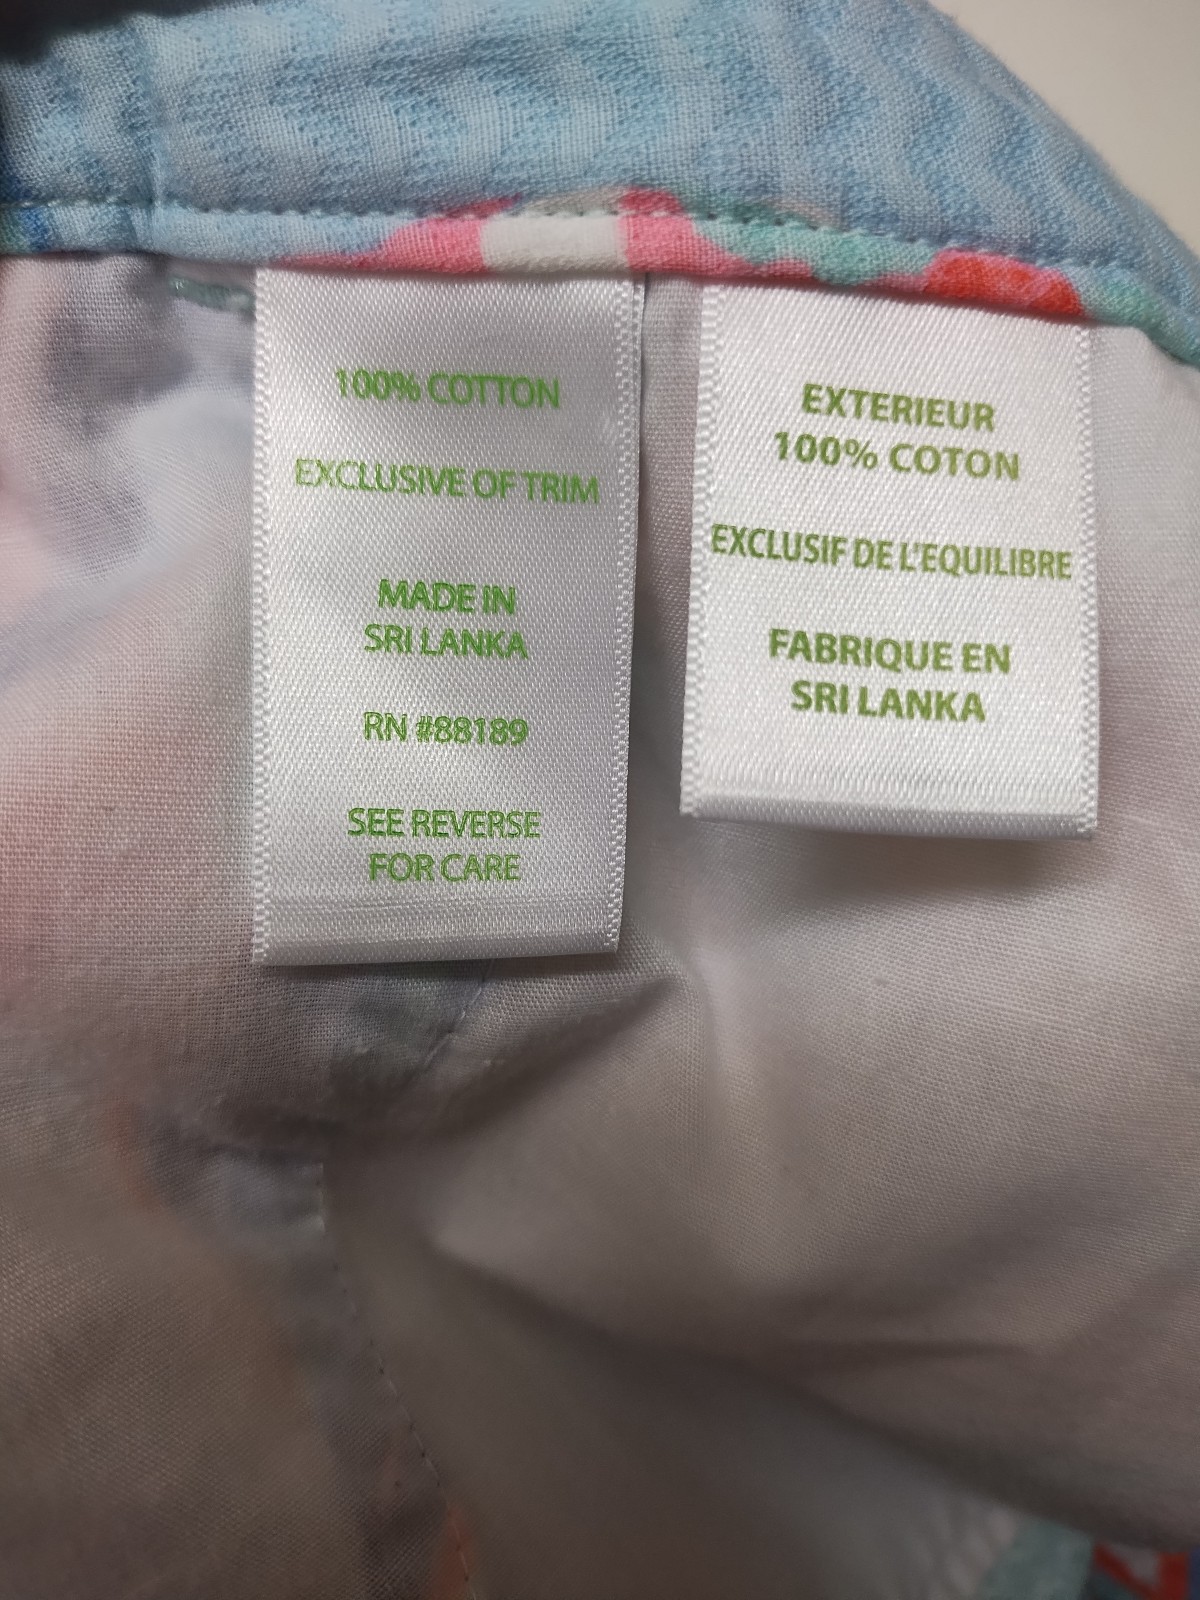 100% COTTON
EXCLUSIVE OF TRIM
MADE IN
SRI LANKA
RN #88189
SEE REVERSE
FOR CARE
EXTERIEUR
100% COTON
EXCLUSIF DE L'EQUILIBRE
FABRIQUE EN
SRI LANKA